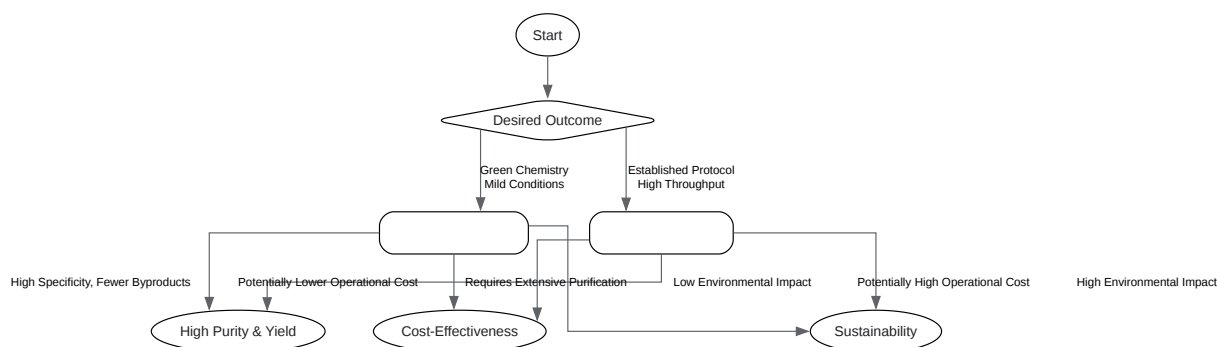 Start
Desired Outcome
Green Chemistry
Mild Conditions
Established Protocol
High Throughput
High Specificity, Fewer Byproducts
Potentially Lower Operational Cost
Requires Extensive Purification
Low Environmental Impact
Potentially High Operational Cost
High Environmental Impact
High Purity & Yield
Cost-Effectiveness
Sustainability